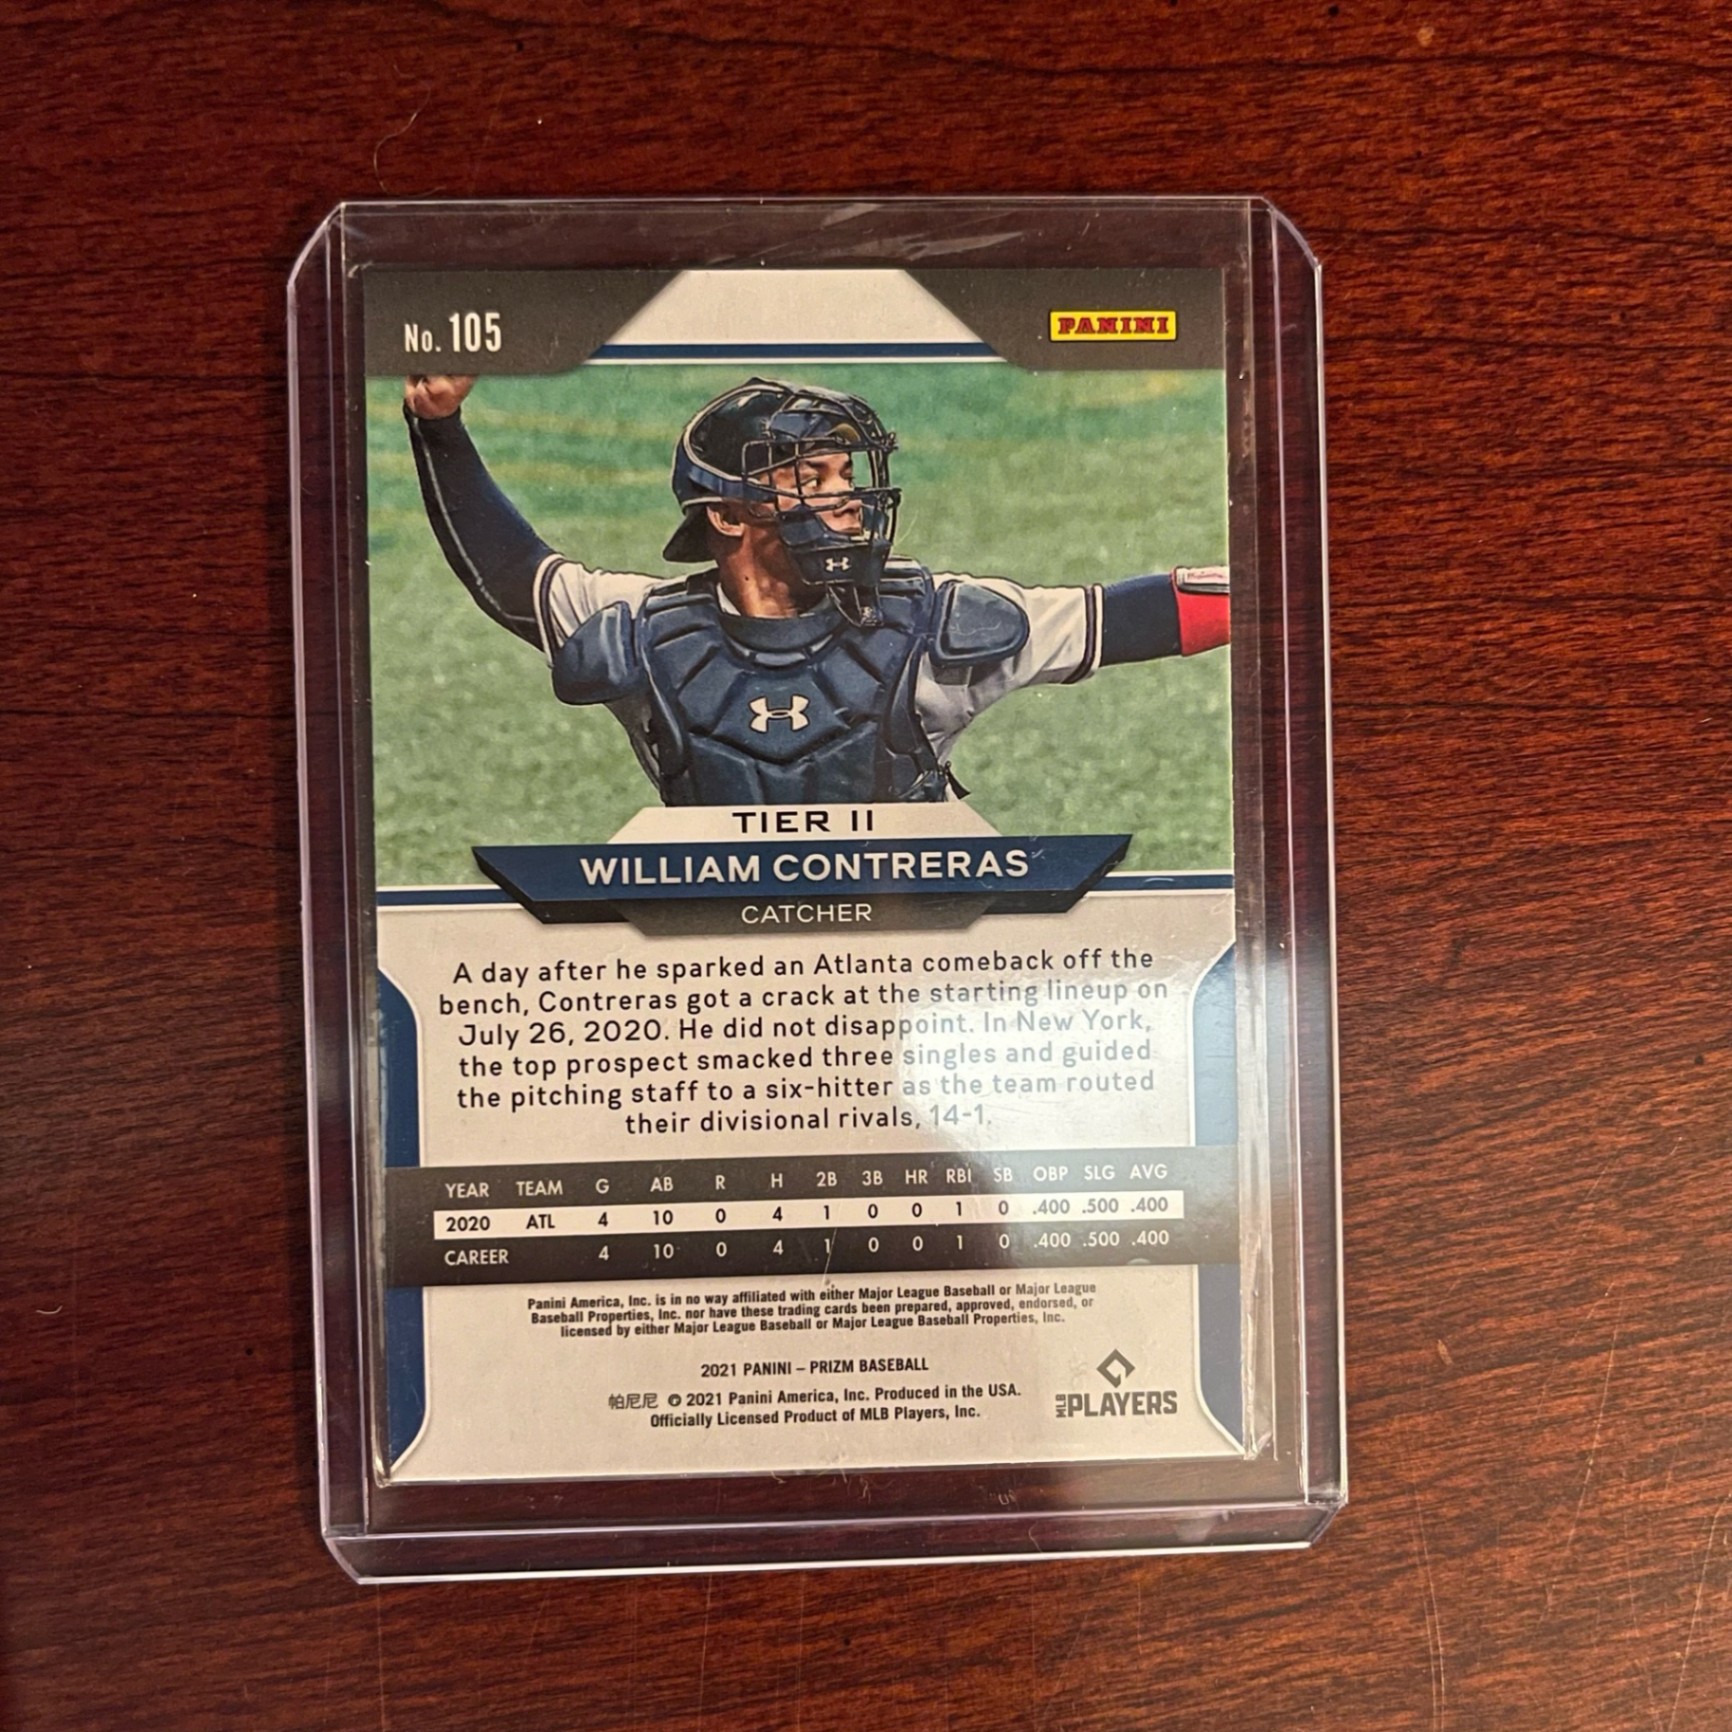 No. 105
PANINI
TIER II
WILLIAM CONTRERAS
CATCHER
A day after he sparked an Atlanta comeback off the
bench, Contreras got a crack at the starting lineup on
July 26, 2020. He did not disappoint. In New York,
the top prospect smacked three singles and guided
the pitching staff to a six-hitter as the team routed
their divisional rivals, 14-1.
YEAR TEAM G AB R H 2B 3B HR RBI SB OBP SLG AVG
2020 ATL 4 10 0 4 1 0 0 1 0 .400 .500 .400
CAREER 4 10 0 4 1 0 0 1 0 .400 .500 .400
Panini America, Inc. is in no way affiliated with either Major League Baseball or Major League
Baseball Properties, Inc. nor have these trading cards been prepared, approved, endorsed, or
licensed by either Major League Baseball or Major League Baseball Properties, Inc.
2021 PANINI – PRIZM BASEBALL
帕尼尼 © 2021 Panini America, Inc. Produced in the USA.
Officially Licensed Product of MLB Players, Inc.
MLB PLAYERS